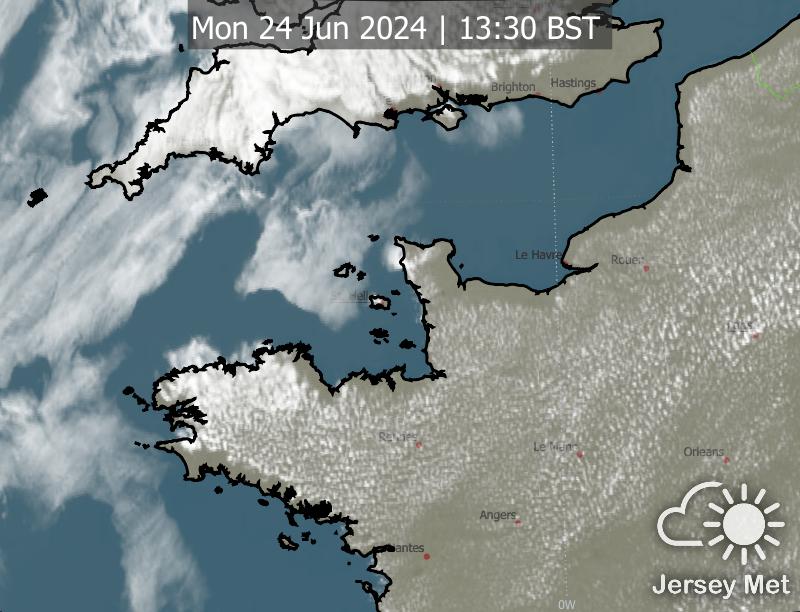 Mon 24 Jun 2024 | 13:30 BST
Brighton
Hastings
Le Havre
Rouen
St. Helier
Paris
Rennes
Le Mans
Orleans
Angers
Nantes
Jersey Met
0W